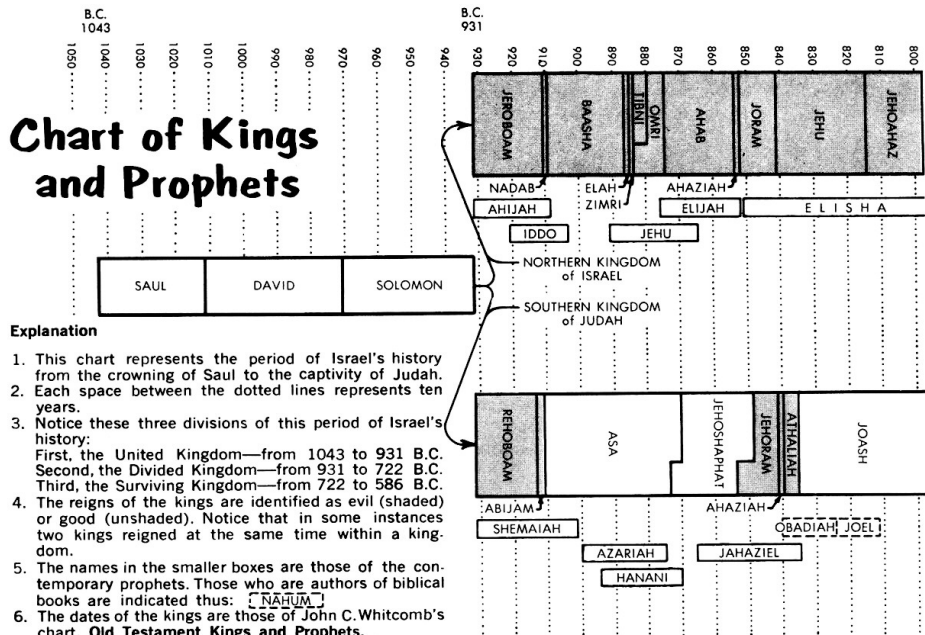 B.C.
1043
B.C.
931
1050
1040
1030
1020
1010
1000
990
980
970
960
950
940
930
920
910
900
890
880
870
860
850
840
830
820
810
800
Chart of Kings
and Prophets
JEROBOAM
BAASHA
TIBNI
OMRI
AHAB
JORAM
JEHU
JEHOAHAZ
NADAB
ELAH
ZIMRI
AHAZIAH
AHIJAH
ELIJAH
ELISHA
IDDO
JEHU
NORTHERN KINGDOM
of ISRAEL
SAUL
DAVID
SOLOMON
SOUTHERN KINGDOM
of JUDAH
Explanation
1. This chart represents the period of Israel's history
from the crowning of Saul to the captivity of Judah.
2. Each space between the dotted lines represents ten
years.
3. Notice these three divisions of this period of Israel's
history:
First, the United Kingdom—from 1043 to 931 B.C.
Second, the Divided Kingdom—from 931 to 722 B.C.
Third, the Surviving Kingdom—from 722 to 586 B.C.
4. The reigns of the kings are identified as evil (shaded)
or good (unshaded). Notice that in some instances
two kings reigned at the same time within a king-
dom.
5. The names in the smaller boxes are those of the con-
temporary prophets. Those who are authors of biblical
books are indicated thus: NAHUM
6. The dates of the kings are those of John C. Whitcomb's
chart, Old Testament Kings and Prophets.
REHOBOAM
ASA
JEHOSHAPHAT
JEHORAM
ATHALIAH
JOASH
ABIJAM
AHAZIAH
SHEMAIAH
OBADIAH
JOEL
AZARIAH
JAHAZIEL
HANANI